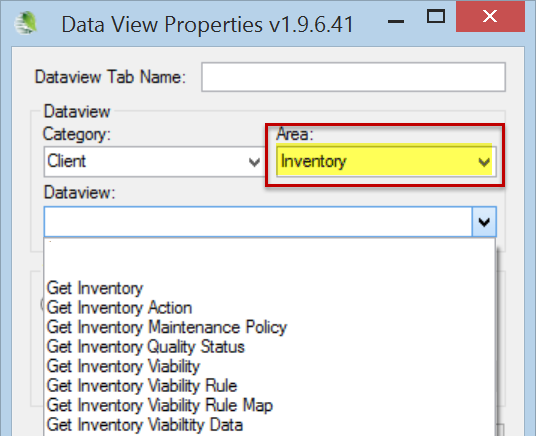 Data View Properties v1.9.6.41
Dataview Tab Name:
Dataview
Category:
Area:
Client
Inventory
Dataview:
Get Inventory
Get Inventory Action
Get Inventory Maintenance Policy
Get Inventory Quality Status
Get Inventory Viability
Get Inventory Viability Rule
Get Inventory Viability Rule Map
Get Inventory Viabiltity Data